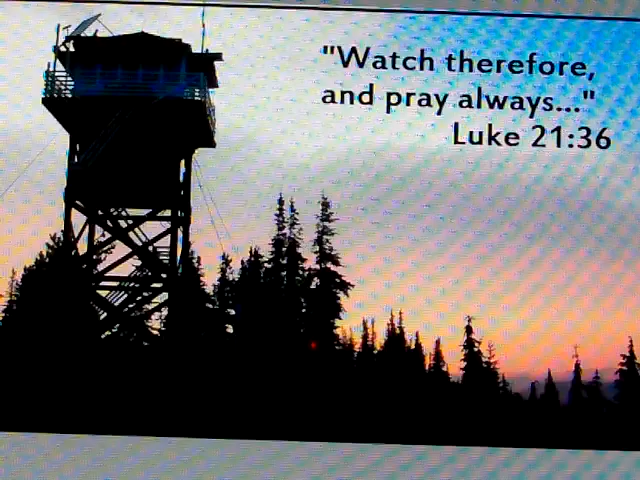 "Watch therefore,
and pray always..."
Luke 21:36